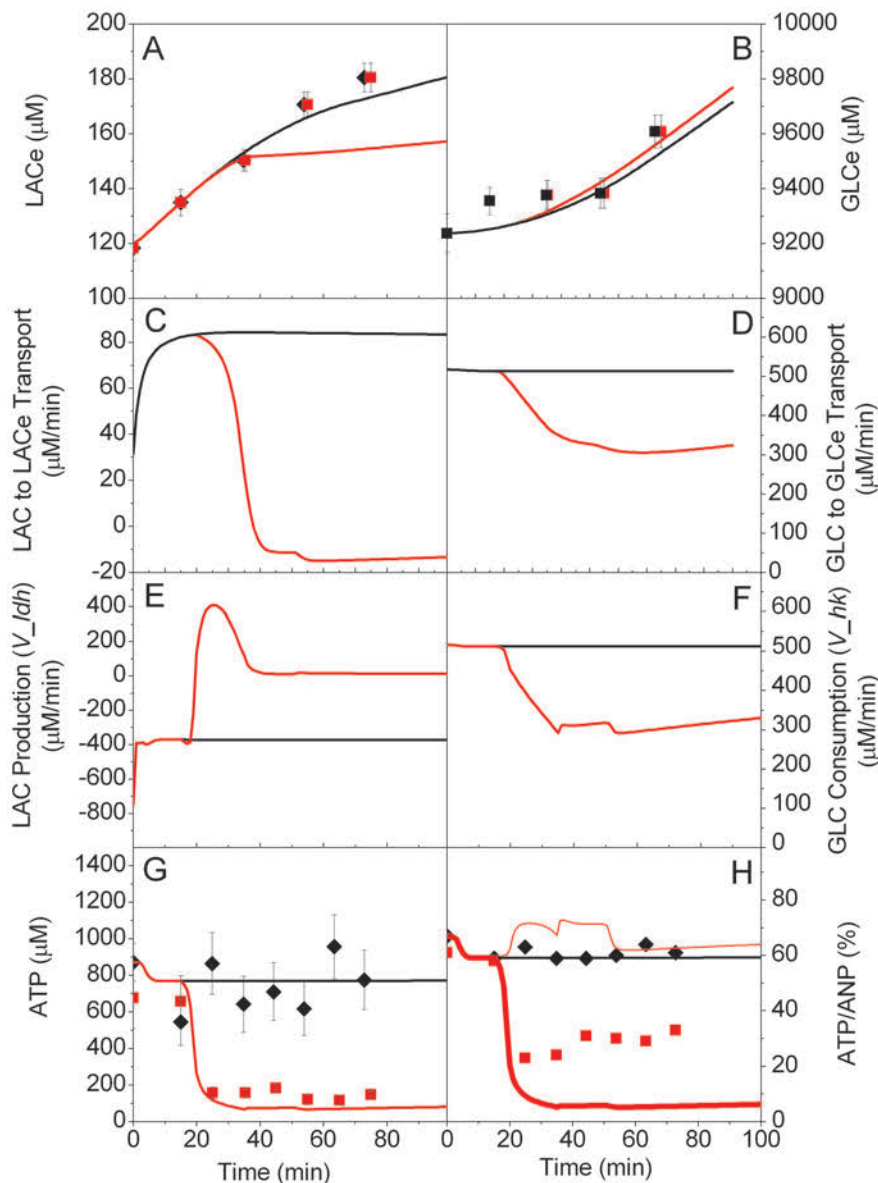 A
B
200
180
160
140
120
100
LACe (µM)
10000
9800
9600
9400
9200
9000
GLCe (µM)
C
D
80
60
40
20
0
-20
LAC to LACe Transport
(µM/min)
600
500
400
300
200
100
0
GLC to GLCe Transport
(µM/min)
E
F
400
200
0
-200
-400
-600
-800
LAC Production (V_ldh)
(µM/min)
600
500
400
300
200
100
0
GLC Consumption (V_hk)
(µM/min)
G
H
1400
1200
1000
800
600
400
200
0
ATP
(µM)
80
60
40
20
0
ATP/ANP (%)
0 20 40 60 80
0 20 40 60 80 100
Time (min)
Time (min)